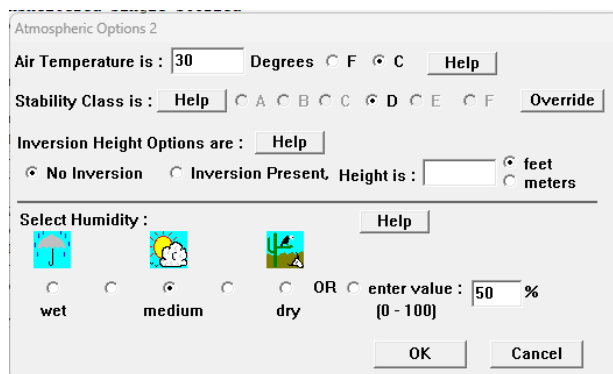 Atmospheric Options 2
Air Temperature is : 30 Degrees F C Help
Stability Class is : Help A B C D E F Override
Inversion Height Options are : Help
No Inversion Inversion Present, Height is : feet
meters
Select Humidity : Help
OR enter value : 50 %
wet medium dry (0 - 100)
OK Cancel